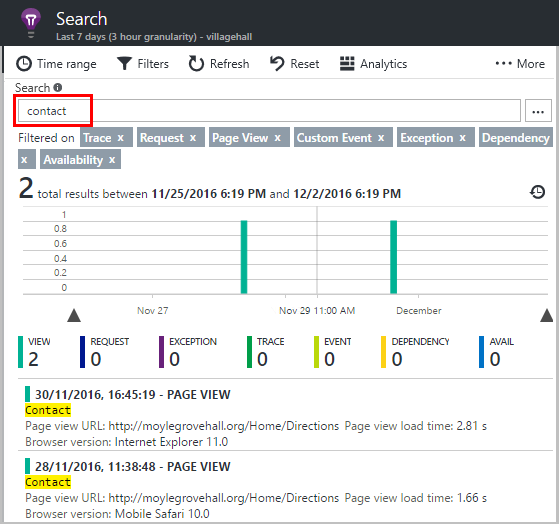 Search
Last 7 days (3 hour granularity) - villagehall
Time range Filters Refresh Reset Analytics ··· More
Search
contact ...
Filtered on Trace x Request x Page View x Custom Event x Exception x Dependency
x Availability x
2 total results between 11/25/2016 6:19 PM and 12/2/2016 6:19 PM
1
0.8
0.6
0.4
0.2
0
Nov 27 Nov 29 11:00 AM December
VIEW REQUEST EXCEPTION TRACE EVENT DEPENDENCY AVAIL
2 0 0 0 0 0 0
30/11/2016, 16:45:19 - PAGE VIEW
Contact
Page view URL: http://moylegrovehall.org/Home/Directions Page view load time: 2.81 s
Browser version: Internet Explorer 11.0
28/11/2016, 11:38:48 - PAGE VIEW
Contact
Page view URL: http://moylegrovehall.org/Home/Directions Page view load time: 1.66 s
Browser version: Mobile Safari 10.0